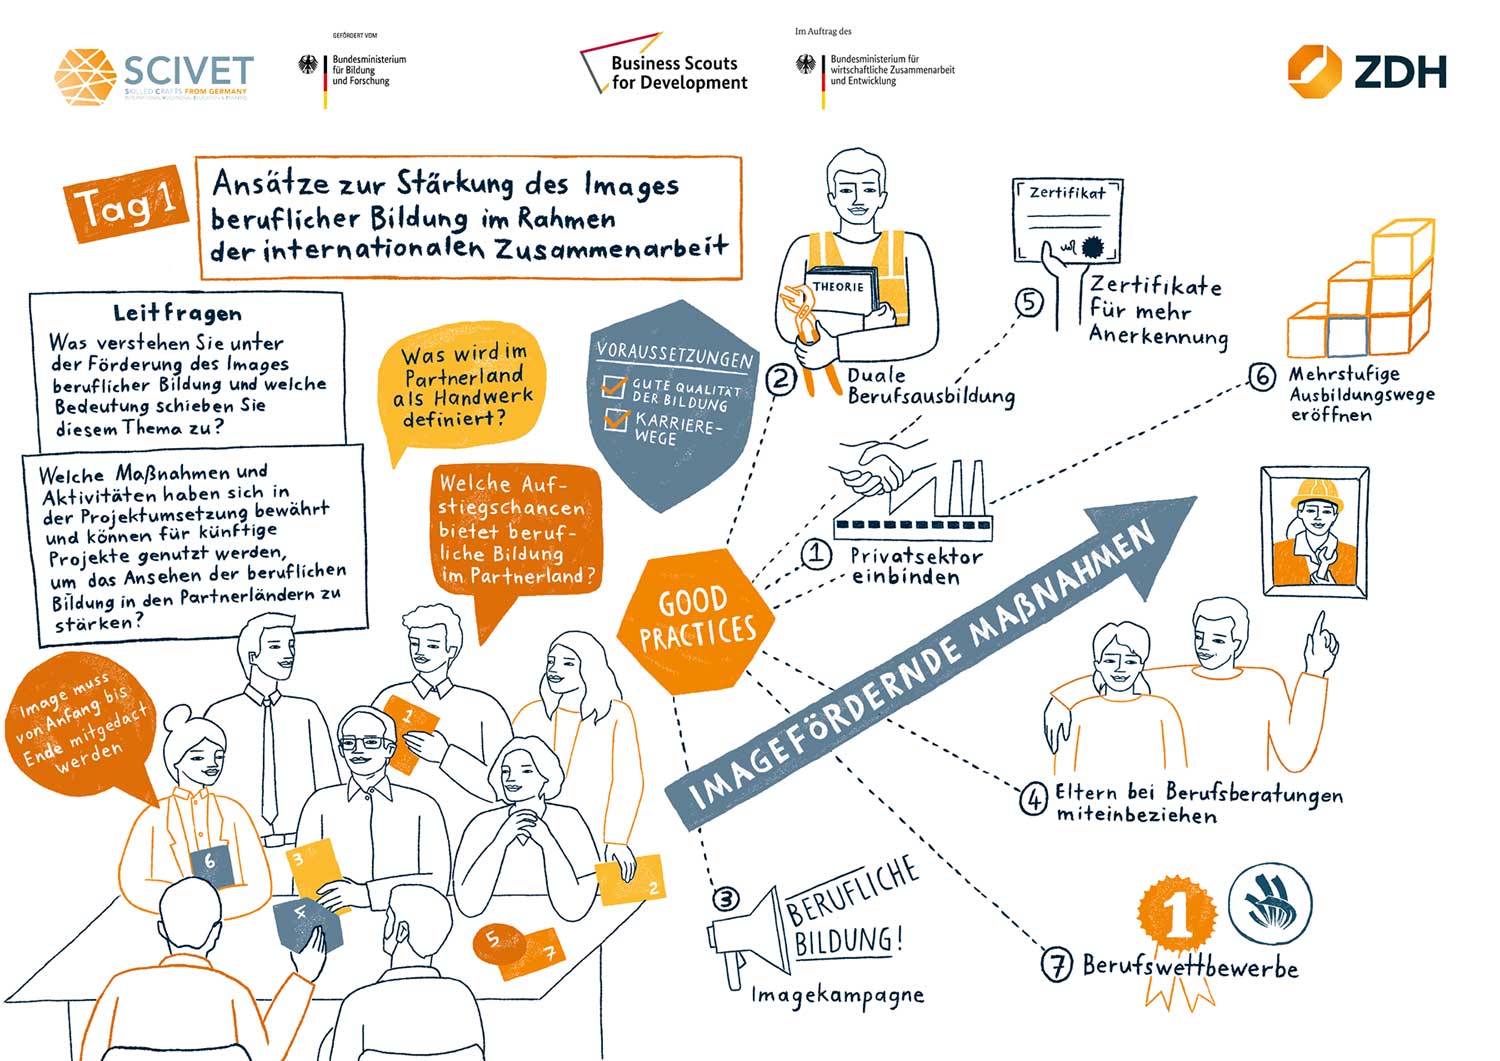 SCIVET
SKILLED CRAFTS FROM GERMANY
INTERNATIONAL VOCATIONAL EDUCATION & TRAINING
GEFÖRDERT VOM
Bundesministerium
für Bildung
und Forschung
Business Scouts
for Development
Im Auftrag des
Bundesministerium für
wirtschaftliche Zusammenarbeit
und Entwicklung
ZDH
Tag 1
Ansätze zur Stärkung des Images
beruflicher Bildung im Rahmen
der internationalen Zusammenarbeit
Leitfragen
Was verstehen Sie unter
der Förderung des Images
beruflicher Bildung und welche
Bedeutung schieben Sie
diesem Thema zu?
Welche Maßnahmen und
Aktivitäten haben sich in
der Projektumsetzung bewährt
und können für künftige
Projekte genutzt werden,
um das Ansehen der beruflichen
Bildung in den Partnerländern zu
stärken?
Was wird im
Partnerland
als Handwerk
definiert?
Welche Auf-
stiegschancen
bietet beruf-
liche Bildung
im Partnerland?
Image muss
von Anfang bis
Ende mitgedact
werden
VORAUSSETZUNGEN
GUTE QUALITÄT
DER BILDUNG
KARRIERE-
WEGE
GOOD
PRACTICES
IMAGEFÖRDERNDE MAßNAHMEN
1
Privatsektor
einbinden
THEORIE
2
Duale
Berufsausbildung
3
BERUFLICHE
BILDUNG!
Imagekampagne
4
Eltern bei Berufsberatungen
miteinbeziehen
Zertifikat
5
Zertifikate
für mehr
Anerkennung
6
Mehrstufige
Ausbildungswege
eröffnen
1
7
Berufswettbewerbe
1
6
3
4
2
5
7